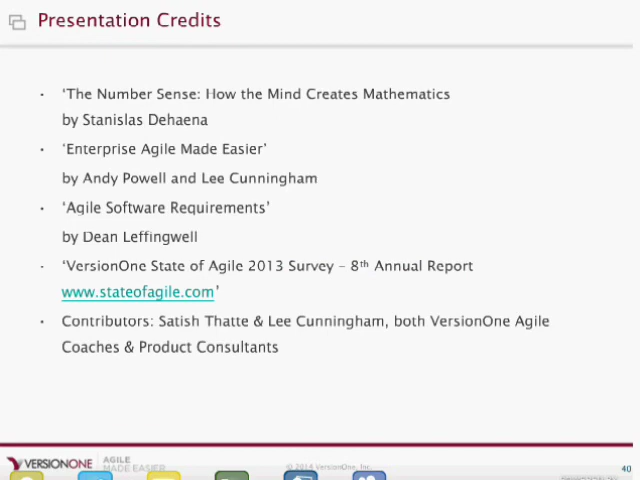 Presentation Credits
• ‘The Number Sense: How the Mind Creates Mathematics
by Stanislas Dehaena
• ‘Enterprise Agile Made Easier’
by Andy Powell and Lee Cunningham
• ‘Agile Software Requirements’
by Dean Leffingwell
• ‘VersionOne State of Agile 2013 Survey – 8th Annual Report
www.stateofagile.com’
• Contributors: Satish Thatte & Lee Cunningham, both VersionOne Agile
Coaches & Product Consultants
VERSIONONE
AGILE
MADE EASIER
© 2014 VersionOne, Inc.
40